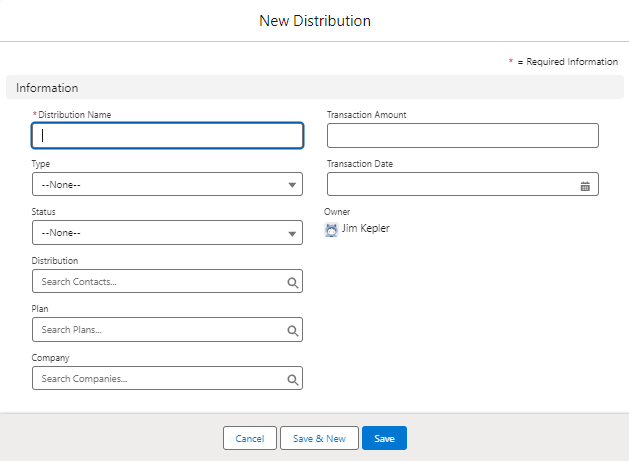 New Distribution
* = Required Information
Information
*Distribution Name
Transaction Amount
Type
Transaction Date
--None--
Status
Owner
--None--
Jim Kepler
Distribution
Search Contacts...
Plan
Search Plans...
Company
Search Companies...
Cancel
Save & New
Save